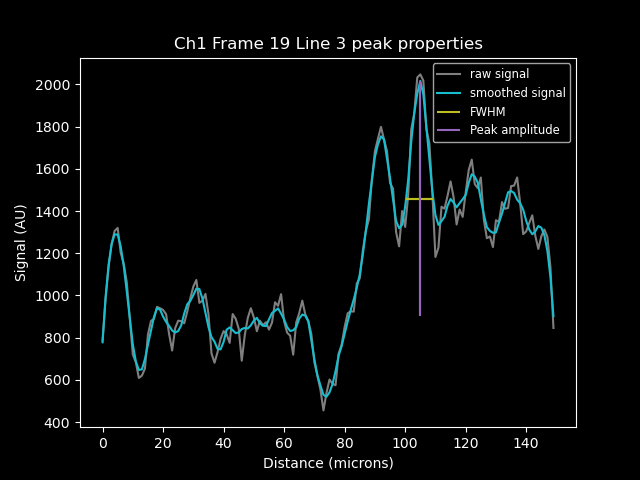 Ch1 Frame 19 Line 3 peak properties
raw signal
smoothed signal
FWHM
Peak amplitude
Signal (AU)
2000
1800
1600
1400
1200
1000
800
600
400
0 20 40 60 80 100 120 140
Distance (microns)